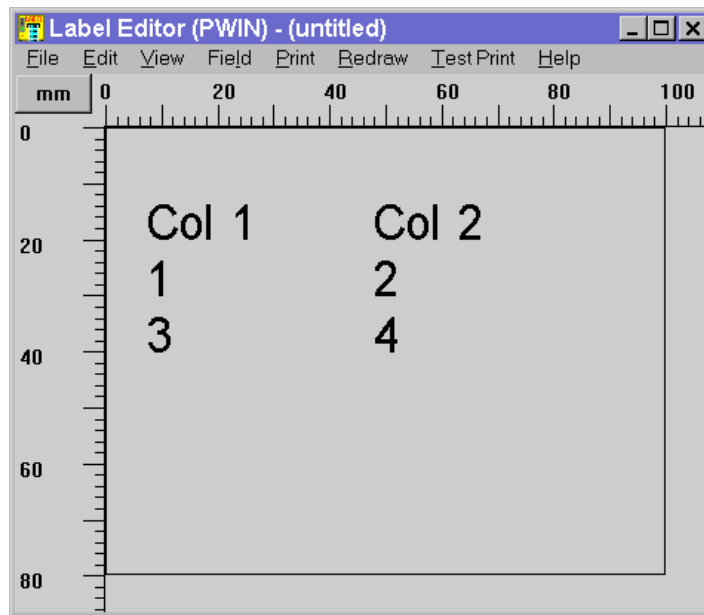 Label Editor (PWIN) - (untitled)
File Edit View Field Print Redraw Test Print Help
mm 0 20 40 60 80 100
0
Col 1 Col 2
20
1 2
3 4
40
60
80